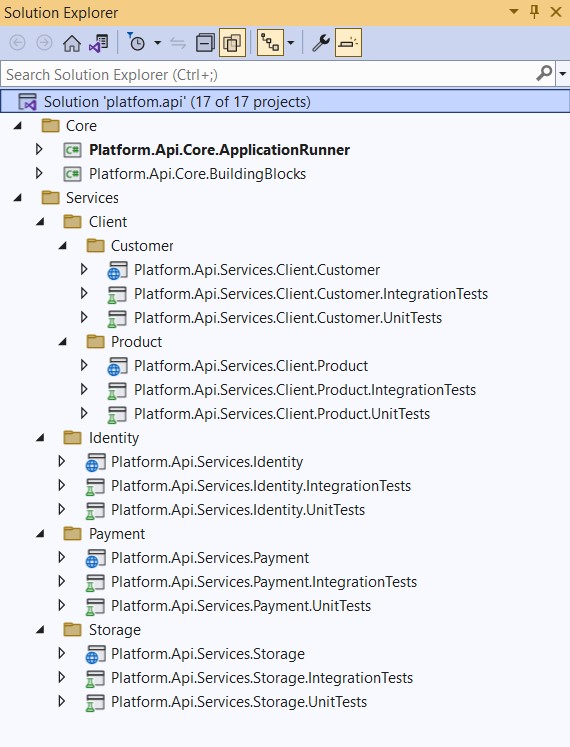 Solution Explorer
Search Solution Explorer (Ctrl+;)
Solution 'platfom.api' (17 of 17 projects)
Core
C# Platform.Api.Core.ApplicationRunner
C# Platform.Api.Core.BuildingBlocks
Services
Client
Customer
Platform.Api.Services.Client.Customer
Platform.Api.Services.Client.Customer.IntegrationTests
Platform.Api.Services.Client.Customer.UnitTests
Product
Platform.Api.Services.Client.Product
Platform.Api.Services.Client.Product.IntegrationTests
Platform.Api.Services.Client.Product.UnitTests
Identity
Platform.Api.Services.Identity
Platform.Api.Services.Identity.IntegrationTests
Platform.Api.Services.Identity.UnitTests
Payment
Platform.Api.Services.Payment
Platform.Api.Services.Payment.IntegrationTests
Platform.Api.Services.Payment.UnitTests
Storage
Platform.Api.Services.Storage
Platform.Api.Services.Storage.IntegrationTests
Platform.Api.Services.Storage.UnitTests